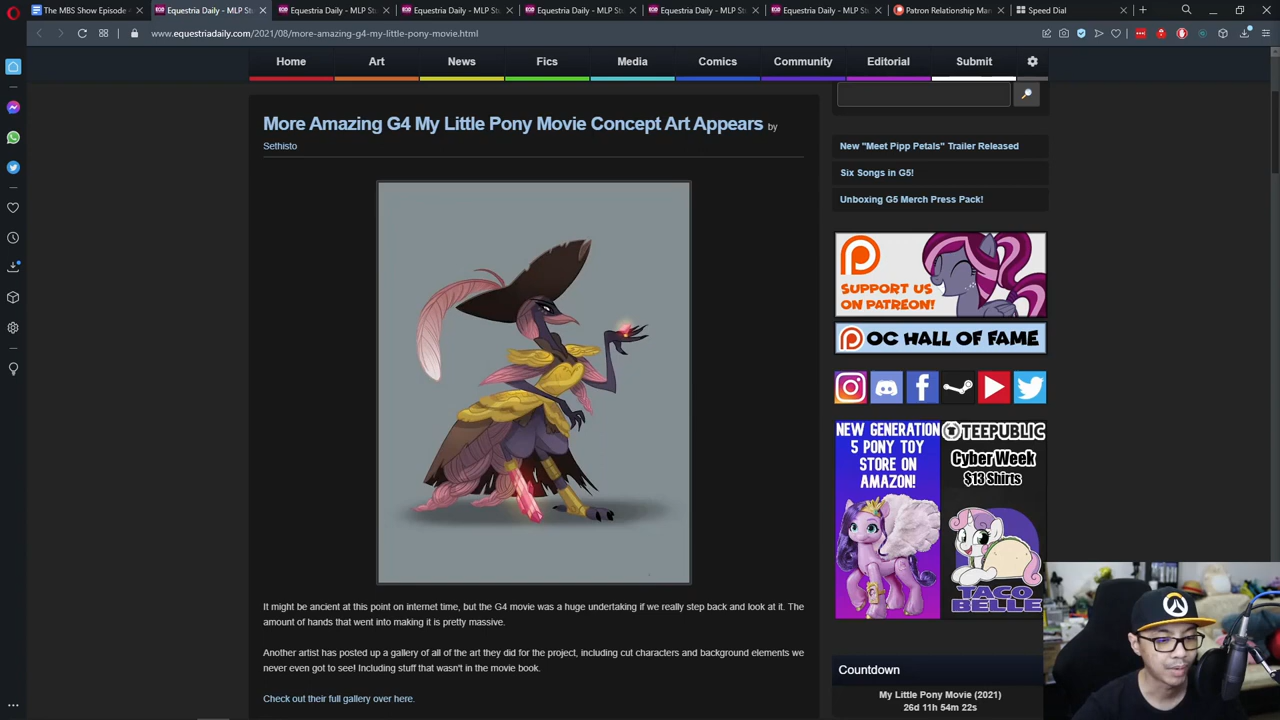 The MBS Show Episode -
Equestria Daily - MLP St
Equestria Daily - MLP St
Equestria Daily - MLP St
Equestria Daily - MLP St
Equestria Daily - MLP St
Equestria Daily - MLP St
Patron Relationship Man
Speed Dial
www.equestriadaily.com/2021/08/more-amazing-g4-my-little-pony-movie.html
Home
Art
News
Fics
Media
Comics
Community
Editorial
Submit
More Amazing G4 My Little Pony Movie Concept Art Appears by
Sethisto
New "Meet Pipp Petals" Trailer Released
Six Songs in G5!
Unboxing G5 Merch Press Pack!
SUPPORT US
ON PATREON!
OC HALL OF FAME
NEW GENERATION
5 PONY TOY
STORE ON
AMAZON!
TEEPUBLIC
Cyber Week
$13 Shirts
TACO
BELLE
It might be ancient at this point on internet time, but the G4 movie was a huge undertaking if we really step back and look at it. The
amount of hands that went into making it is pretty massive.
Another artist has posted up a gallery of all of the art they did for the project, including cut characters and background elements we
never even got to see! Including stuff that wasn't in the movie book.
Check out their full gallery over here.
Countdown
My Little Pony Movie (2021)
26d 11h 54m 22s